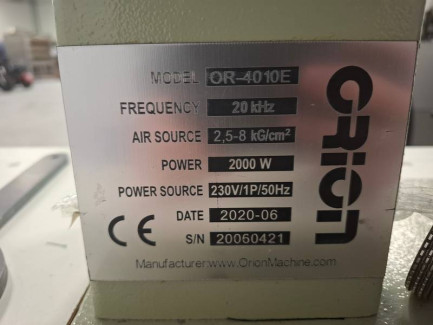 MODEL OR-4010E
FREQUENCY 20 kHz
AIR SOURCE 2,5-8 kG/cm²
POWER 2000 W
POWER SOURCE 230V/1P/50Hz
DATE 2020-06
S/N 20060421
CE
Manufacturer:www.OrionMachine.com
ORION